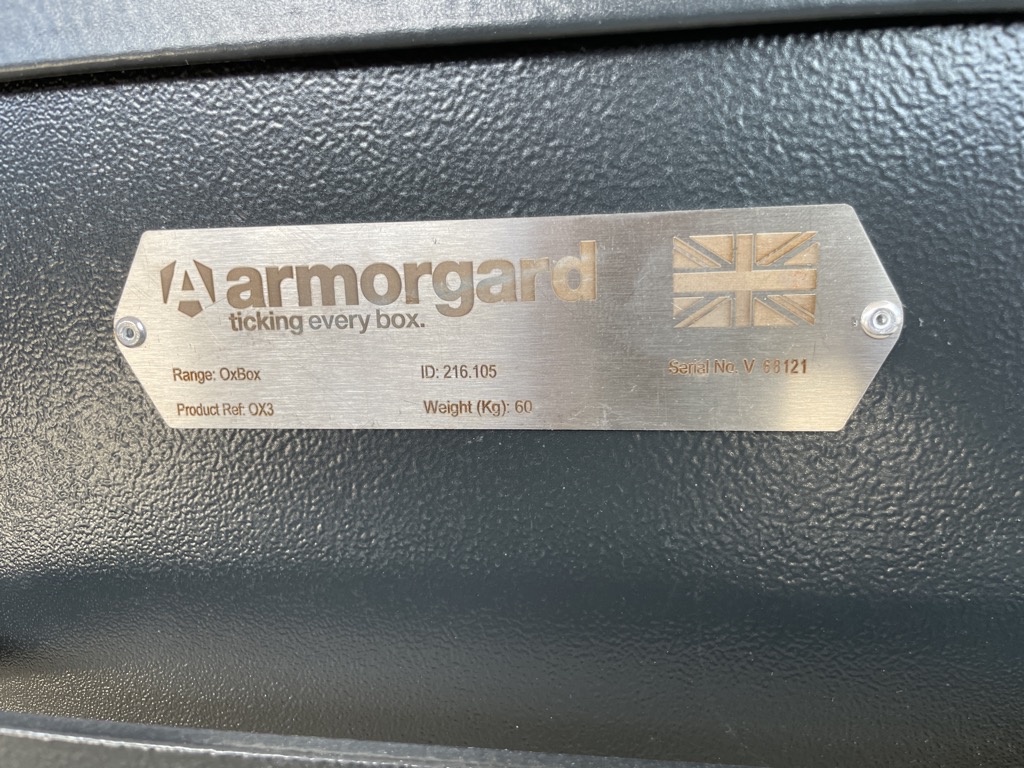 armorgard
ticking every box.
Range: OxBox ID: 216.105 Serial No. V 68121
Product Ref: OX3 Weight (Kg): 60